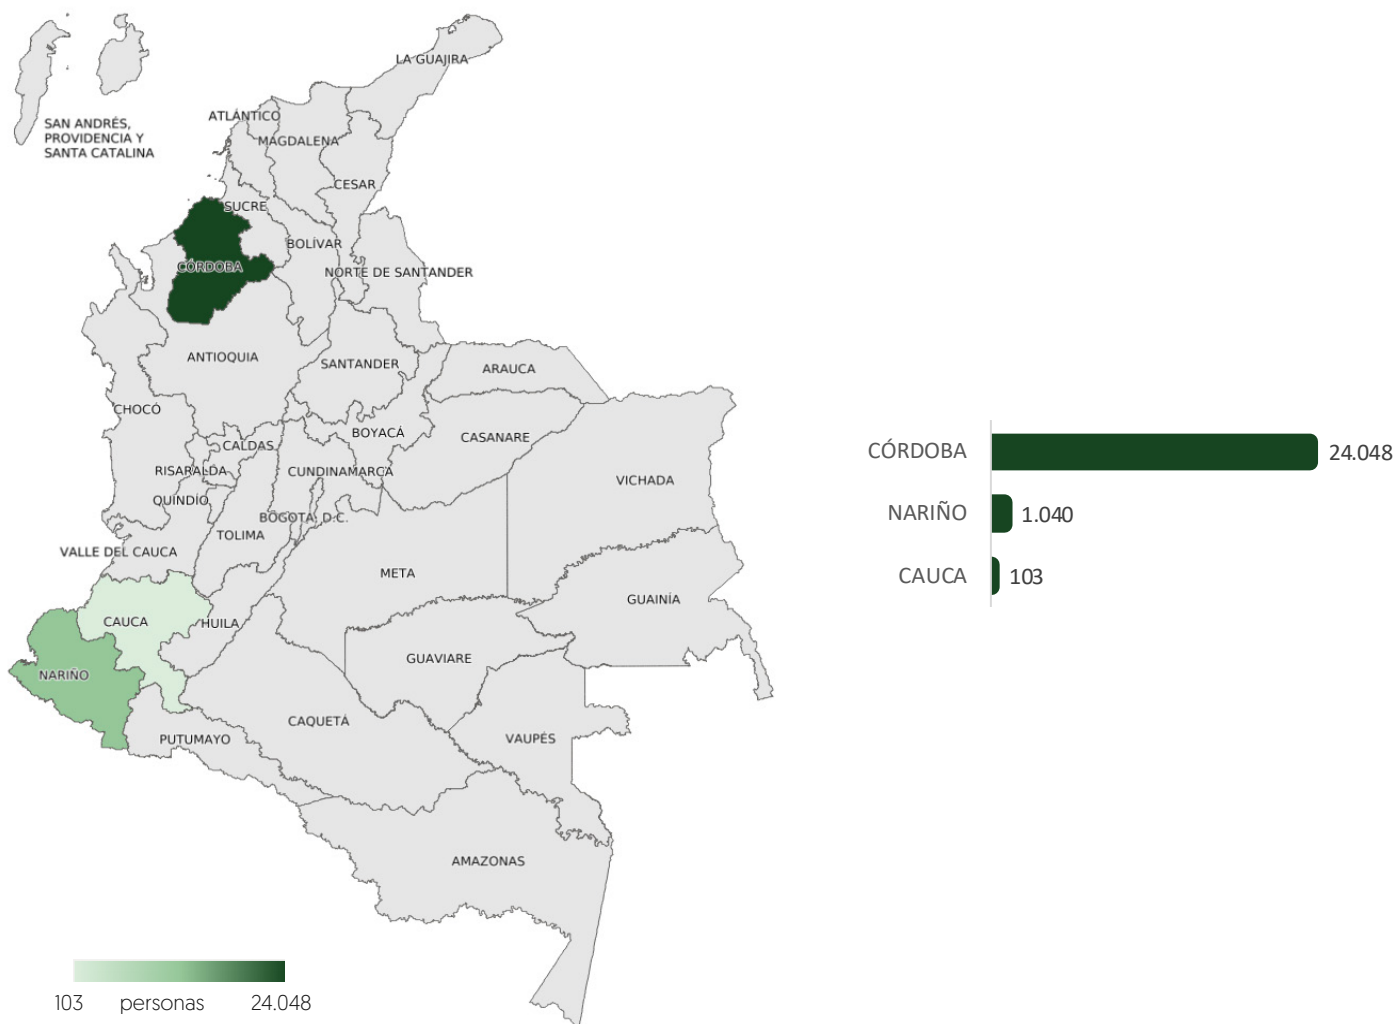 LA GUAJIRA
ATLÁNTICO
SAN ANDRÉS,
PROVIDENCIA Y
SANTA CATALINA
MAGDALENA
CESAR
SUCRE
BOLÍVAR
CÓRDOBA
NORTE DE SANTANDER
ANTIOQUIA
SANTANDER
ARAUCA
CHOCÓ
BOYACÁ
CASANARE
CALDAS
RISARALDA
CUNDINAMARCA
VICHADA
QUINDÍO
BOGOTÁ, D.C.
TOLIMA
VALLE DEL CAUCA
META
GUAINÍA
CAUCA
HUILA
GUAVIARE
NARIÑO
CAQUETÁ
PUTUMAYO
VAUPÉS
AMAZONAS
103 personas 24.048
CÓRDOBA 24.048
NARIÑO 1.040
CAUCA 103